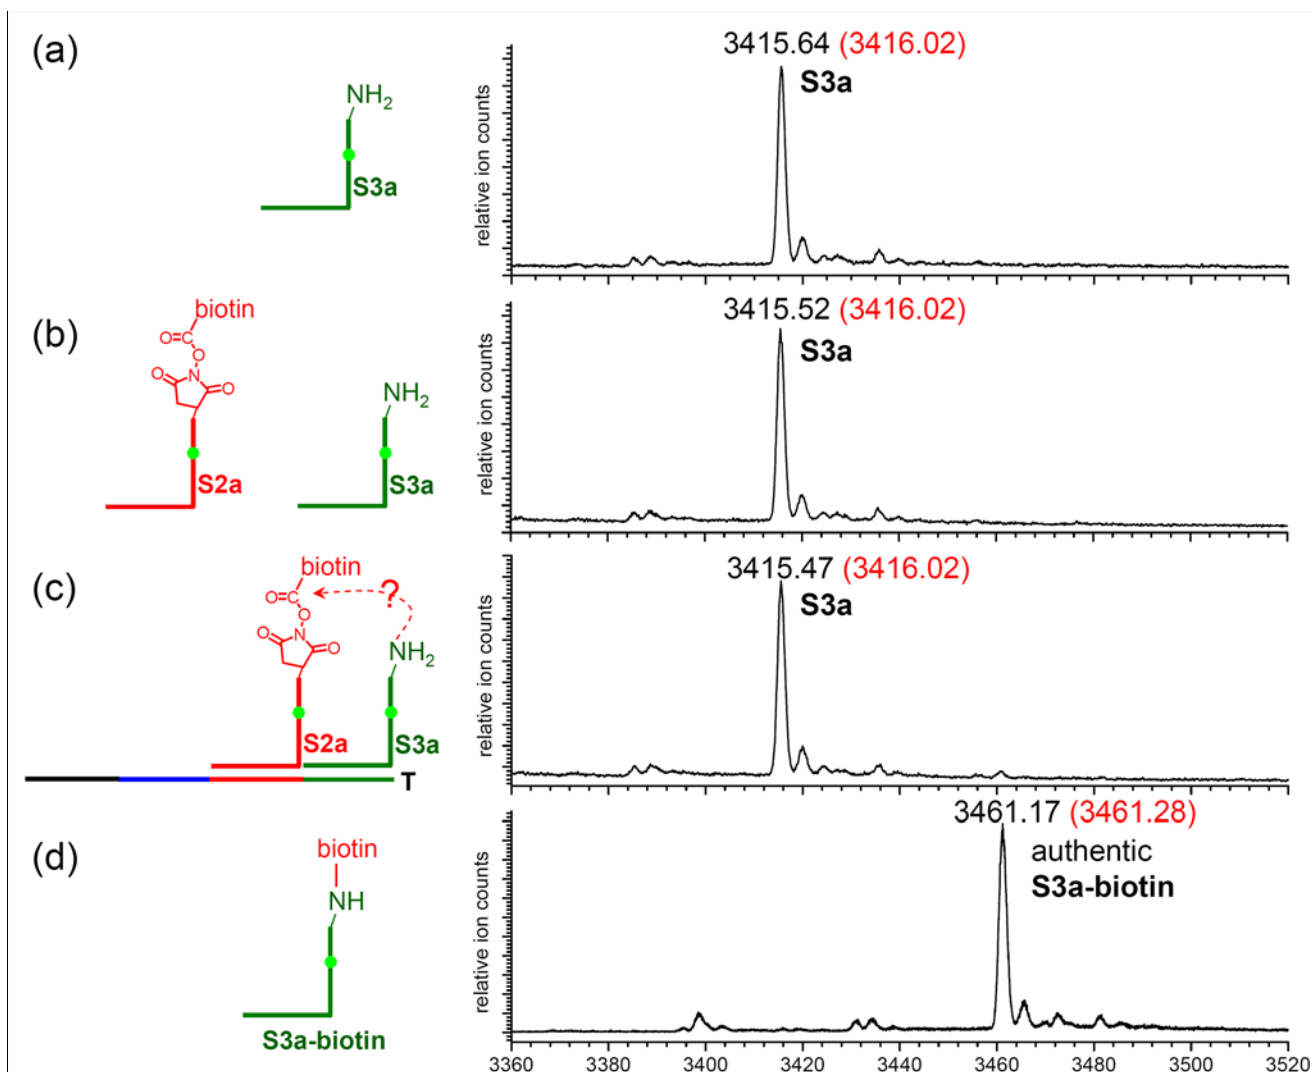 (a)
NH2
S3a
relative ion counts
3415.64 (3416.02)
S3a
(b)
biotin
O=C
O
N
O
O
S2a
NH2
S3a
relative ion counts
3415.52 (3416.02)
S3a
(c)
biotin
O=C
O
N
O
O
?
NH2
S2a
S3a
T
relative ion counts
3415.47 (3416.02)
S3a
(d)
biotin
NH
S3a-biotin
relative ion counts
3461.17 (3461.28)
authentic
S3a-biotin
3360 3380 3400 3420 3440 3460 3480 3500 3520